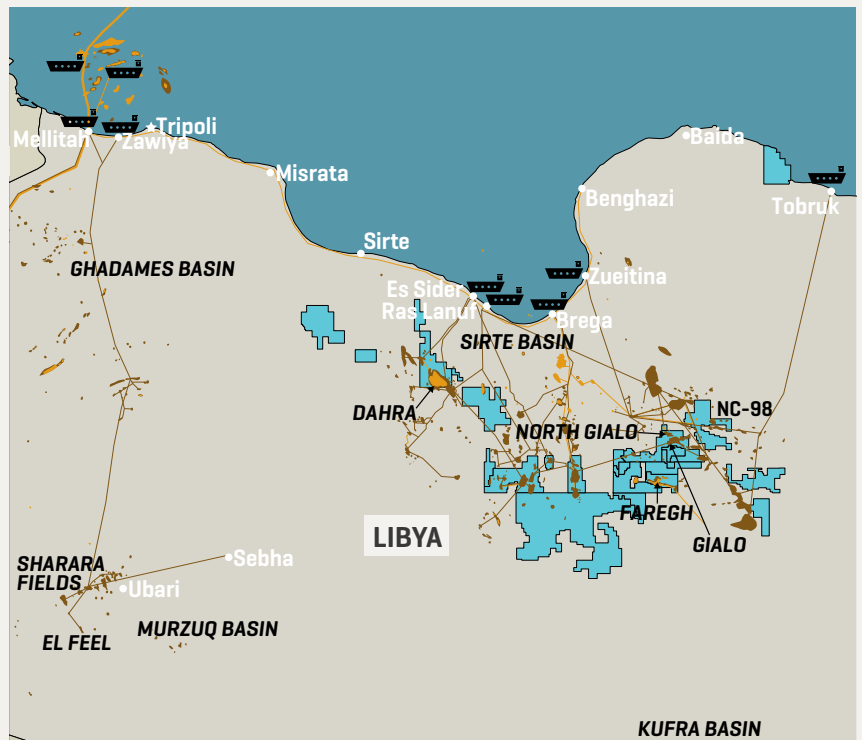 Tripoli
Mellitah
Zawiya
Baida
Misrata
Benghazi
Tobruk
Sirte
GHADAMES BASIN
Zueitina
Es Sider
Ras Lanuf
Brega
SIRTE BASIN
DAHRA
NC-98
NORTH GIALO
FAREGH
LIBYA
GIALO
Sebha
SHARARA
FIELDS
Ubari
MURZUQ BASIN
EL FEEL
KUFRA BASIN